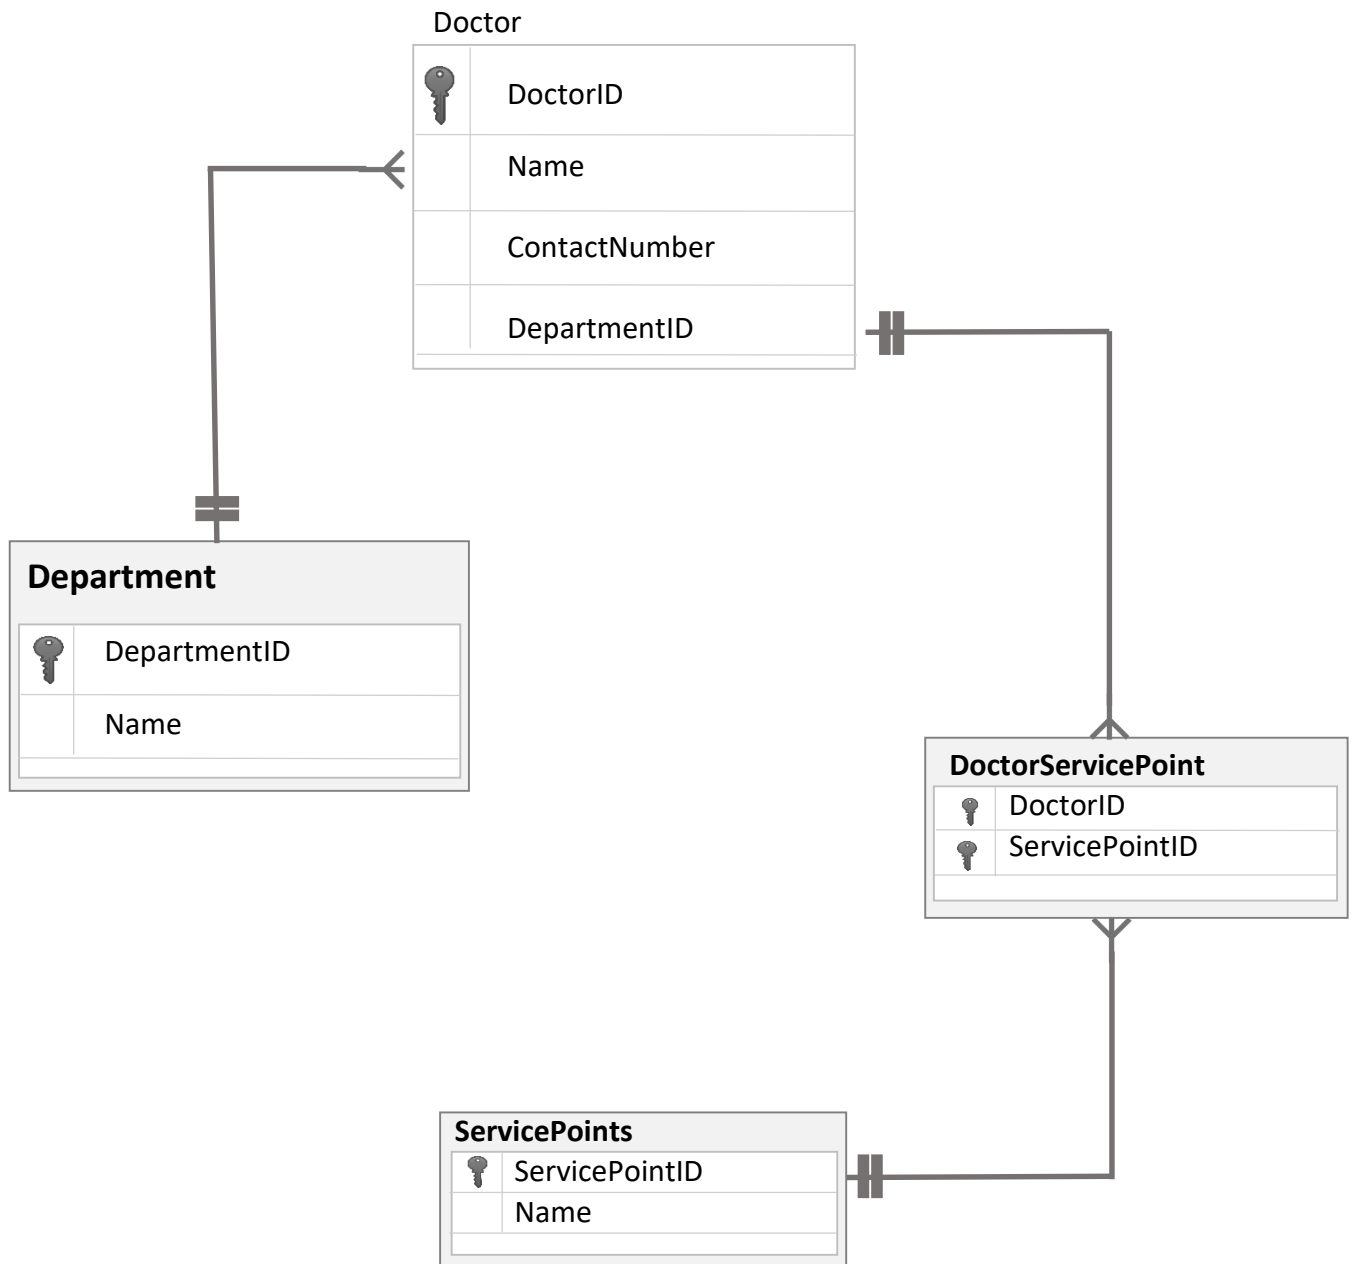 Doctor
DoctorID
Name
ContactNumber
DepartmentID
Department
DepartmentID
Name
DoctorServicePoint
DoctorID
ServicePointID
ServicePoints
ServicePointID
Name